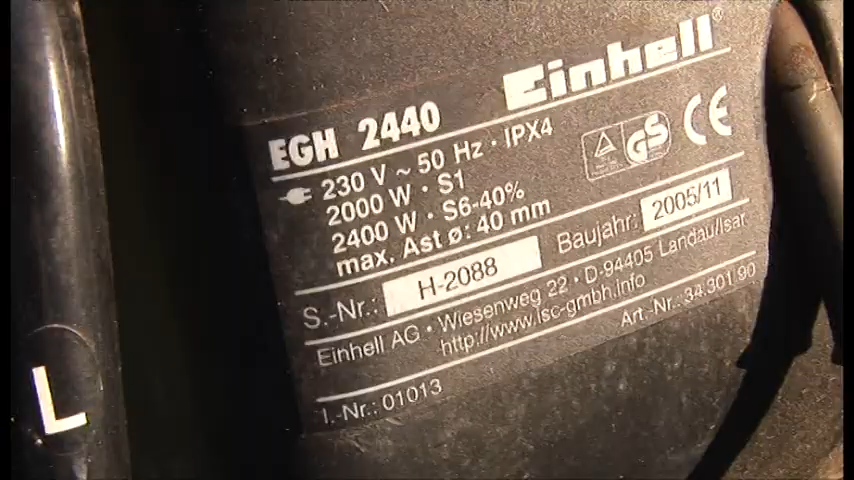 Einhell®
EGH 2440
230 V ~ 50 Hz · IPX4
2000 W · S1
2400 W · S6-40%
max. Ast ø: 40 mm
GS
CE
S.-Nr.: H-2088 Baujahr: 2005/11
Einhell AG · Wiesenweg 22 · D-94405 Landau/Isar
http://www.isc-gmbh.info
Art.-Nr.: 34.301.90
I.-Nr.: 01013
L